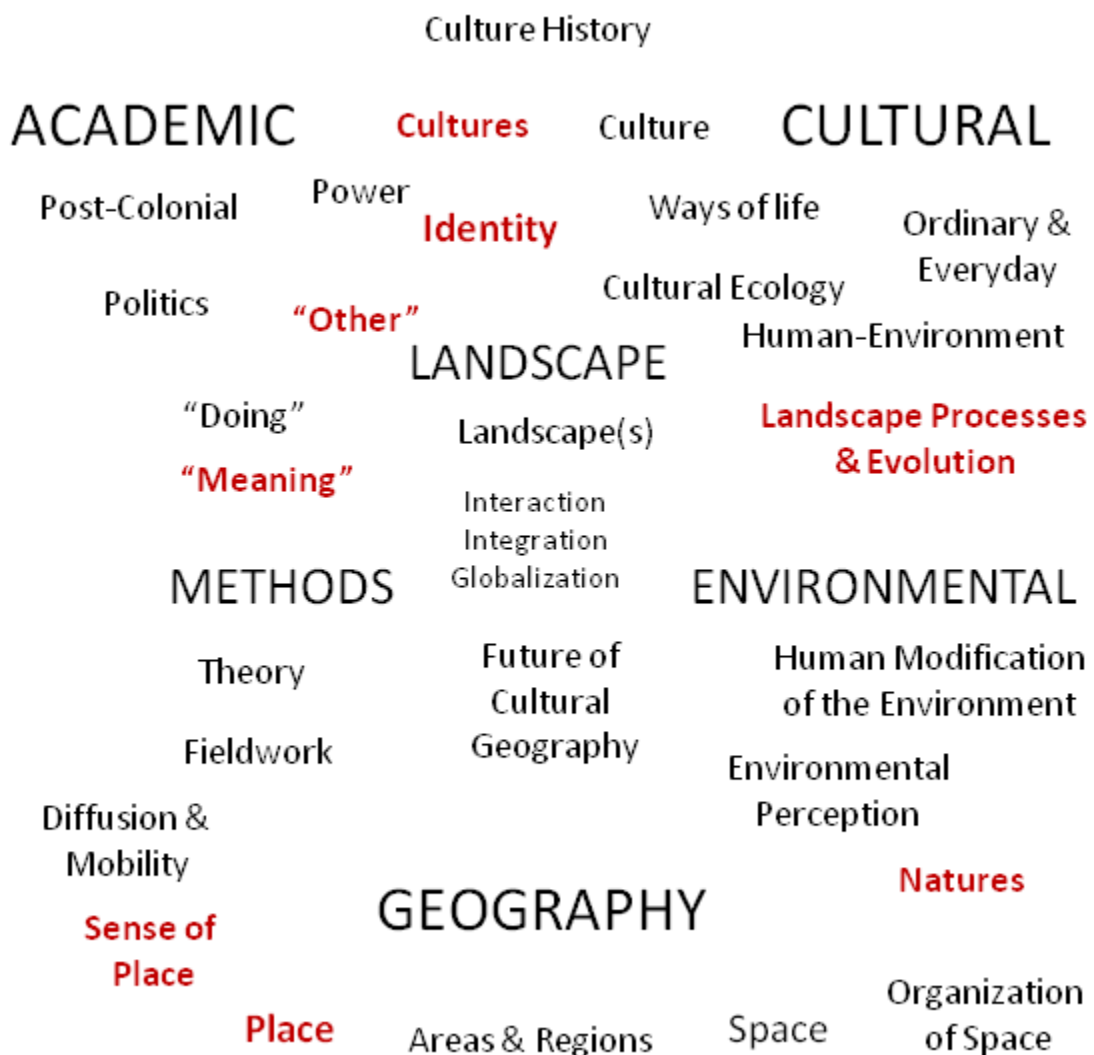 Culture History
ACADEMIC
Cultures
Culture
CULTURAL
Post-Colonial
Power
Identity
Ways of life
Ordinary &
Everyday
Politics
“Other”
Cultural Ecology
Human-Environment
LANDSCAPE
“Doing”
“Meaning”
Landscape(s)
Landscape Processes
& Evolution
Interaction
Integration
Globalization
METHODS
ENVIRONMENTAL
Theory
Fieldwork
Future of
Cultural
Geography
Human Modification
of the Environment
Environmental
Perception
Diffusion &
Mobility
Natures
GEOGRAPHY
Sense of
Place
Place
Areas & Regions
Space
Organization
of Space